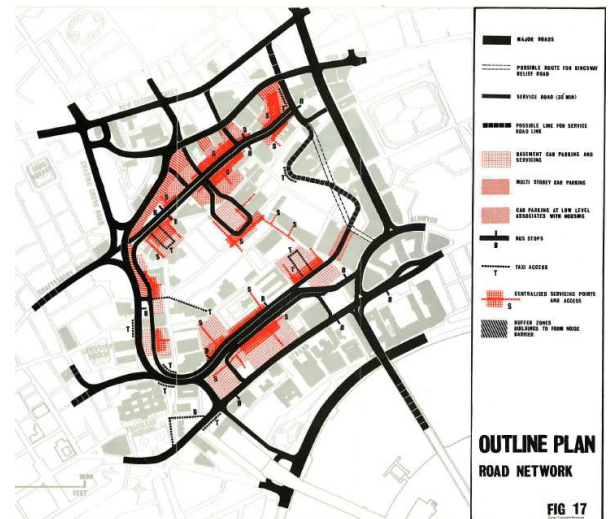 MAJOR ROADS
POSSIBLE ROUTE FOR KINGSWAY
RELIEF ROAD
SERVICE ROAD (20' MIN)
POSSIBLE LINE FOR SERVICE
ROAD LINK
BASEMENT CAR PARKING AND
SERVICING
MULTI STOREY CAR PARKING
CAR PARKING AT LOW LEVEL
ASSOCIATED WITH HOUSING
B
BUS STOPS
T
TAXI ACCESS
S
CENTRALISED SERVICING POINTS
AND ACCESS
BUFFER ZONES
BUILDINGS TO FORM NOISE
BARRIER
OUTLINE PLAN
ROAD NETWORK
FIG 17
ALDWYCH
TRAFALGAR
SQUARE
FEET